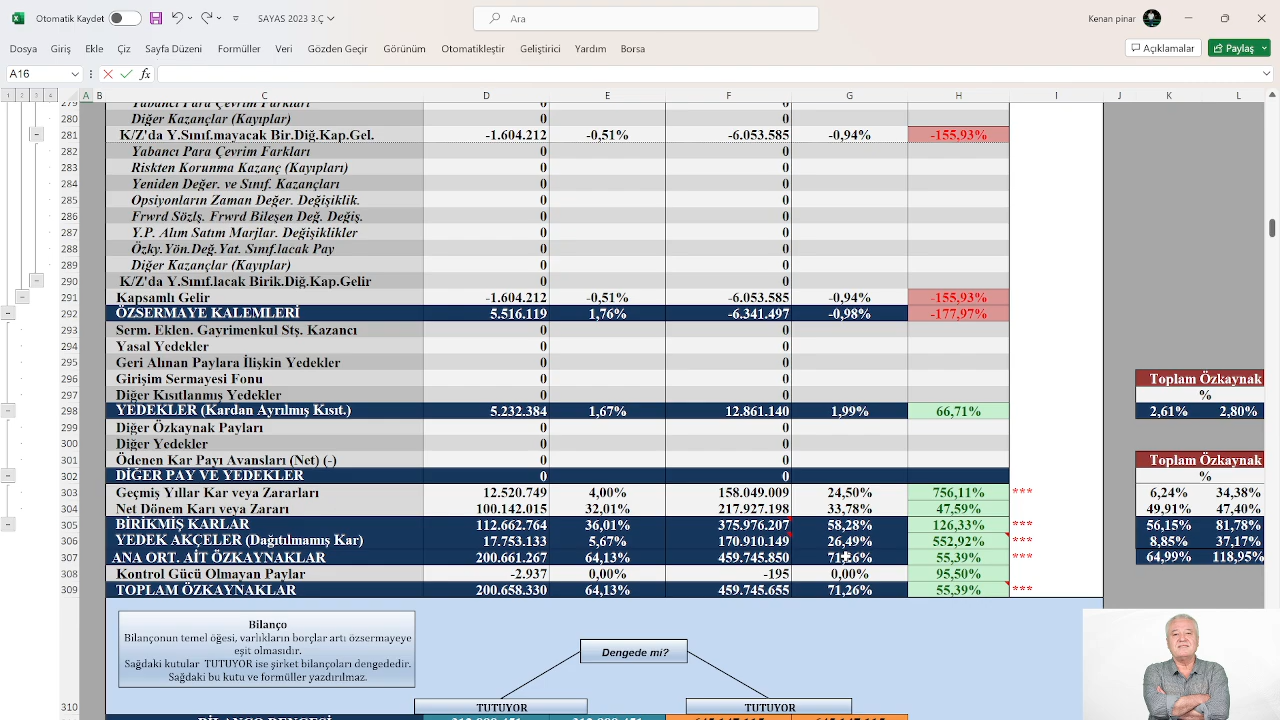 Otomatik Kaydet SAYAS 2023 3.Ç Ara Kenan pinar
Dosya Giriş Ekle Çiz Sayfa Düzeni Formüller Veri Gözden Geçir Görünüm Otomatikleştir Geliştirici Yardım Borsa Açıklamalar Paylaş
A16 fx
1 2 3 4 A B C D E F G H I J K L
279 Yabancı Para Çevrim Farkları 0 0
280 Diğer Kazançlar (Kayıplar) 0 0
281 K/Z'da Y.Sınıf.mayacak Bir.Diğ.Kap.Gel. -1.604.212 -0,51% -6.053.585 -0,94% -155,93%
282 Yabancı Para Çevrim Farkları 0 0
283 Riskten Korunma Kazanç (Kayıpları) 0 0
284 Yeniden Değer. ve Sınıf. Kazançları 0 0
285 Opsiyonların Zaman Değer. Değişiklik. 0 0
286 Frwrd Sözlş. Frwrd Bileşen Değ. Değiş. 0 0
287 Y.P. Alım Satım Marjlar. Değişiklikler 0 0
288 Özky.Yön.Değ.Yat. Sınıf.lacak Pay 0 0
289 Diğer Kazançlar (Kayıplar) 0 0
290 K/Z'da Y.Sınıf.lacak Birik.Diğ.Kap.Gelir 0 0
291 Kapsamlı Gelir -1.604.212 -0,51% -6.053.585 -0,94% -155,93%
292 ÖZSERMAYE KALEMLERİ 5.516.119 1,76% -6.341.497 -0,98% -177,97%
293 Serm. Eklen. Gayrimenkul Stş. Kazancı 0 0
294 Yasal Yedekler 0 0
295 Geri Alınan Paylara İlişkin Yedekler 0 0
296 Girişim Sermayesi Fonu 0 0 Toplam Özkaynak
297 Diğer Kısıtlanmış Yedekler 0 0 %
298 YEDEKLER (Kardan Ayrılmış Kısıt.) 5.232.384 1,67% 12.861.140 1,99% 66,71% 2,61% 2,80%
299 Diğer Özkaynak Payları 0 0
300 Diğer Yedekler 0 0
301 Ödenen Kar Payı Avansları (Net) (-) 0 0 Toplam Özkaynak
302 DİĞER PAY VE YEDEKLER 0 0 %
303 Geçmiş Yıllar Kar veya Zararları 12.520.749 4,00% 158.049.009 24,50% 756,11% *** 6,24% 34,38%
304 Net Dönem Karı veya Zararı 100.142.015 32,01% 217.927.198 33,78% 47,59% 49,91% 47,40%
305 BİRİKMİŞ KARLAR 112.662.764 36,01% 375.976.207 58,28% 126,33% *** 56,15% 81,78%
306 YEDEK AKÇELER (Dağıtılmamış Kar) 17.753.133 5,67% 170.910.149 26,49% 552,92% *** 8,85% 37,17%
307 ANA ORT. AİT ÖZKAYNAKLAR 200.661.267 64,13% 459.745.850 71,26% 55,39% *** 64,99% 118,95%
308 Kontrol Gücü Olmayan Paylar -2.937 0,00% -195 0,00% 95,50%
309 TOPLAM ÖZKAYNAKLAR 200.658.330 64,13% 459.745.655 71,26% 55,39% ***
Bilanço
Bilançonun temel öğesi, varlıkların borçlar artı özsermayeye
eşit olmasıdır.
Sağdaki kutular TUTUYOR ise şirket bilançoları dengededir.
Sağdaki bu kutu ve formüller yazdırılmaz.
Dengede mi?
310 TUTUYOR TUTUYOR
BİLANÇO DENGESİ